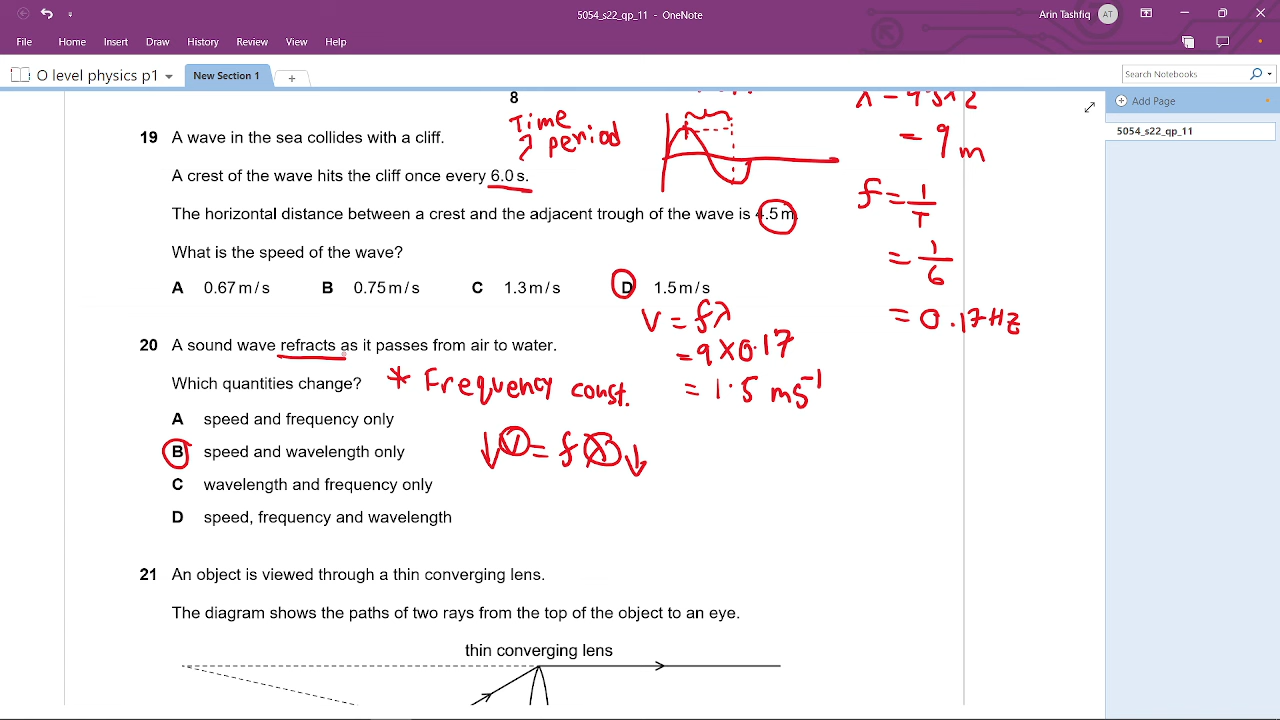 5054_s22_qp_11 - OneNote
Arin Tashfiq
AT
File Home Insert Draw History Review View Help
O level physics p1
New Section 1
Search Notebooks
Add Page
5054_s22_qp_11
8
Time
period
19 A wave in the sea collides with a cliff.
A crest of the wave hits the cliff once every 6.0 s.
The horizontal distance between a crest and the adjacent trough of the wave is 4.5 m.
What is the speed of the wave?
A 0.67 m / s B 0.75 m / s C 1.3 m / s D 1.5 m / s
λ = 4.5×2
= 9 m
f = 1/T
= 1/6
= 0.17 Hz
V = fλ
= 9 × 0.17
= 1.5 ms⁻¹
20 A sound wave refracts as it passes from air to water.
Which quantities change?
* Frequency const.
A speed and frequency only
B speed and wavelength only
C wavelength and frequency only
D speed, frequency and wavelength
↓ V = f λ ↓
21 An object is viewed through a thin converging lens.
The diagram shows the paths of two rays from the top of the object to an eye.
thin converging lens